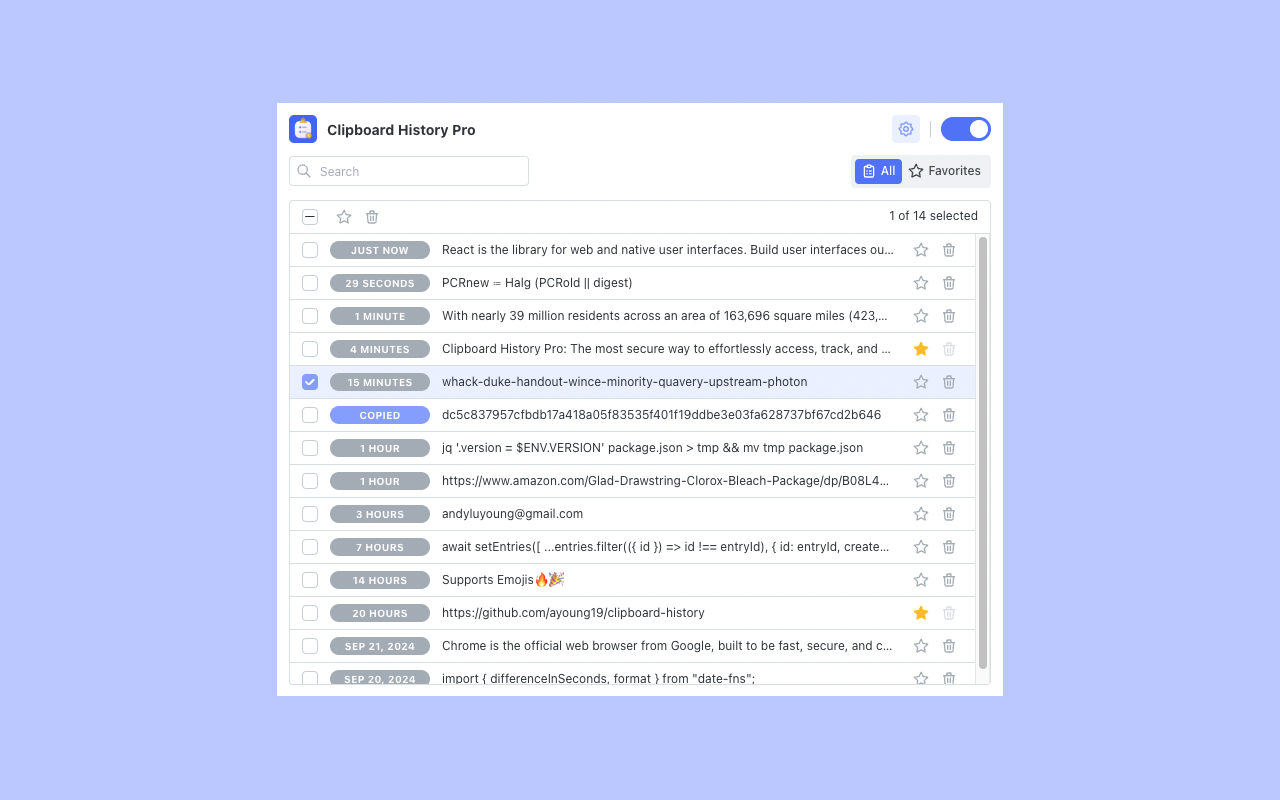 Clipboard History Pro
Search
All Favorites
1 of 14 selected
JUST NOW React is the library for web and native user interfaces. Build user interfaces ou...
29 SECONDS PCRnew ≔ Halg (PCRold || digest)
1 MINUTE With nearly 39 million residents across an area of 163,696 square miles (423,...
4 MINUTES Clipboard History Pro: The most secure way to effortlessly access, track, and ...
15 MINUTES whack-duke-handout-wince-minority-quavery-upstream-photon
COPIED dc5c837957cfbdb17a418a05f83535f401f19ddbe3e03fa628737bf67cd2b646
1 HOUR jq '.version = $ENV.VERSION' package.json > tmp && mv tmp package.json
1 HOUR https://www.amazon.com/Glad-Drawstring-Clorox-Bleach-Package/dp/B08L4...
3 HOURS andyluyoung@gmail.com
7 HOURS await setEntries([ ...entries.filter(({ id }) => id !== entryId), { id: entryId, create...
14 HOURS Supports Emojis🔥🎉
20 HOURS https://github.com/ayoung19/clipboard-history
SEP 21, 2024 Chrome is the official web browser from Google, built to be fast, secure, and c...
SEP 20, 2024 import { differenceInSeconds, format } from "date-fns";